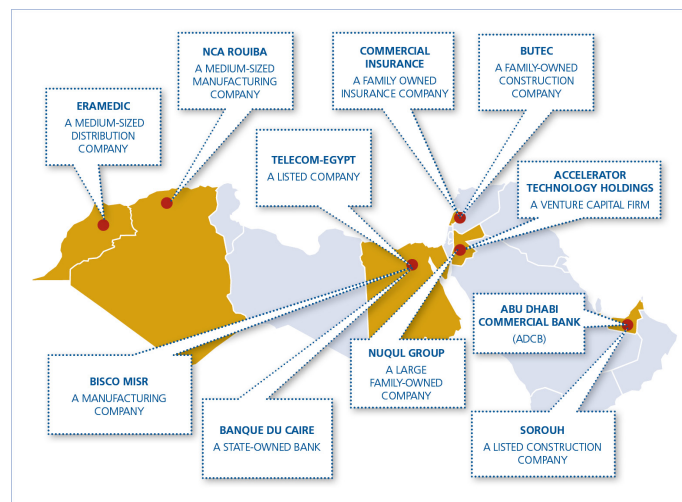 NCA ROUIBA
A MEDIUM-SIZED
MANUFACTURING
COMPANY
COMMERCIAL
INSURANCE
A FAMILY OWNED
INSURANCE COMPANY
BUTEC
A FAMILY-OWNED
CONSTRUCTION
COMPANY
ERAMEDIC
A MEDIUM-SIZED
DISTRIBUTION
COMPANY
TELECOM-EGYPT
A LISTED COMPANY
ACCELERATOR
TECHNOLOGY HOLDINGS
A VENTURE CAPITAL FIRM
ABU DHABI
COMMERCIAL BANK
(ADCB)
BISCO MISR
A MANUFACTURING
COMPANY
BANQUE DU CAIRE
A STATE-OWNED BANK
NUQUL GROUP
A LARGE
FAMILY-OWNED
COMPANY
SOROUH
A LISTED CONSTRUCTION
COMPANY